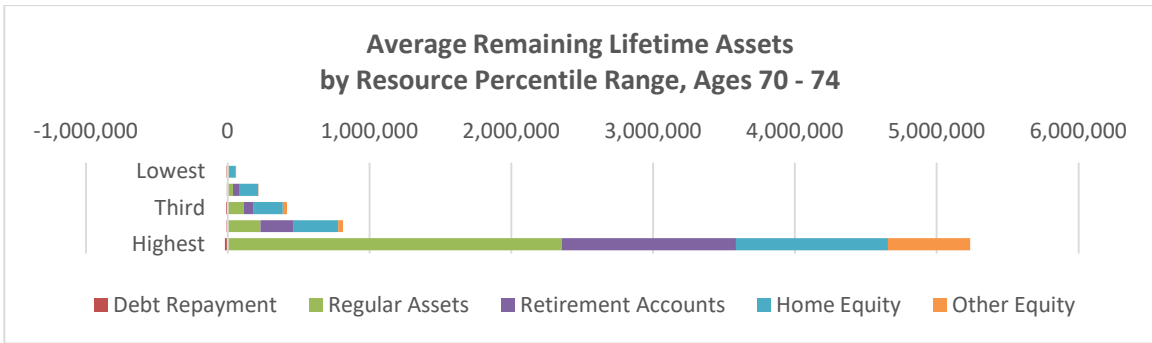 Average Remaining Lifetime Assets
by Resource Percentile Range, Ages 70 - 74
-1,000,000 0 1,000,000 2,000,000 3,000,000 4,000,000 5,000,000 6,000,000
Lowest
Third
Highest
Debt Repayment Regular Assets Retirement Accounts Home Equity Other Equity